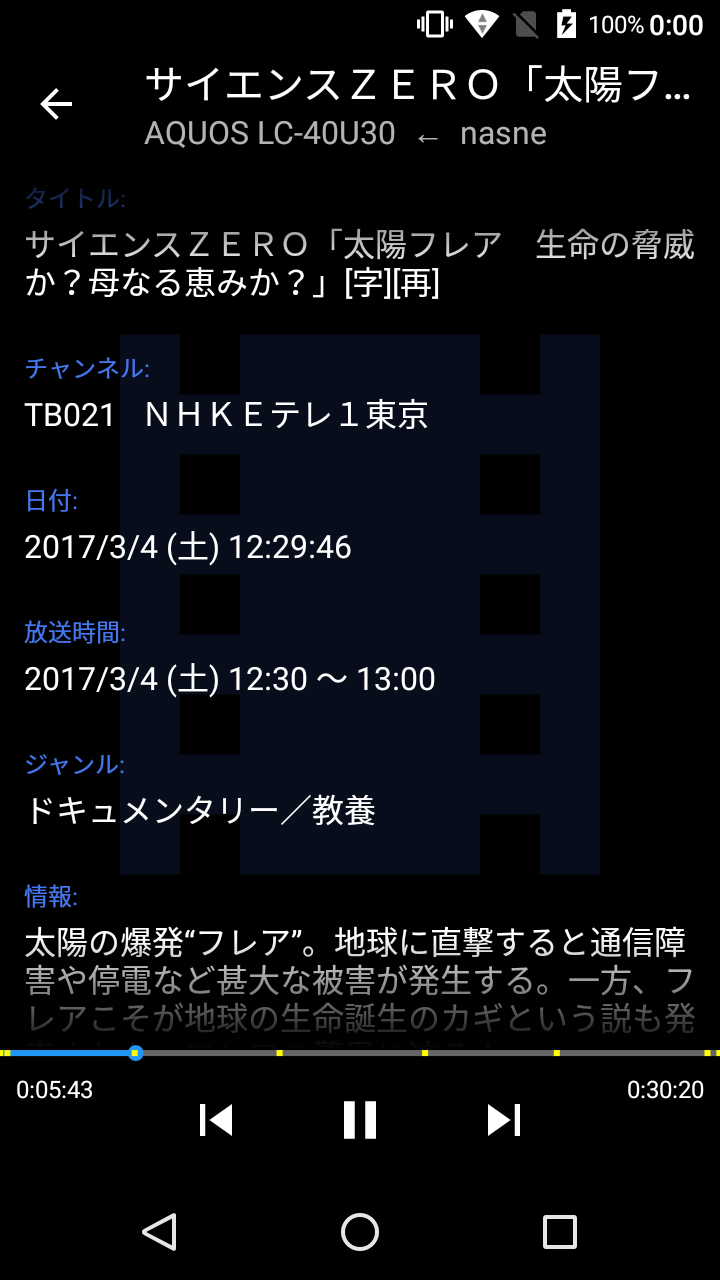 100% 0:00
サイエンスＺＥＲＯ「太陽フ...
AQUOS LC-40U30 ← nasne
タイトル:
サイエンスＺＥＲＯ「太陽フレア　生命の脅威
か？母なる恵みか？」[字][再]
チャンネル:
TB021 ＮＨＫＥテレ１東京
日付:
2017/3/4 (土) 12:29:46
放送時間:
2017/3/4 (土) 12:30 〜 13:00
ジャンル:
ドキュメンタリー／教養
情報:
太陽の爆発“フレア”。地球に直撃すると通信障
害や停電など甚大な被害が発生する。一方、フ
レアこそが地球の生命誕生のカギという説も発
0:05:43
0:30:20